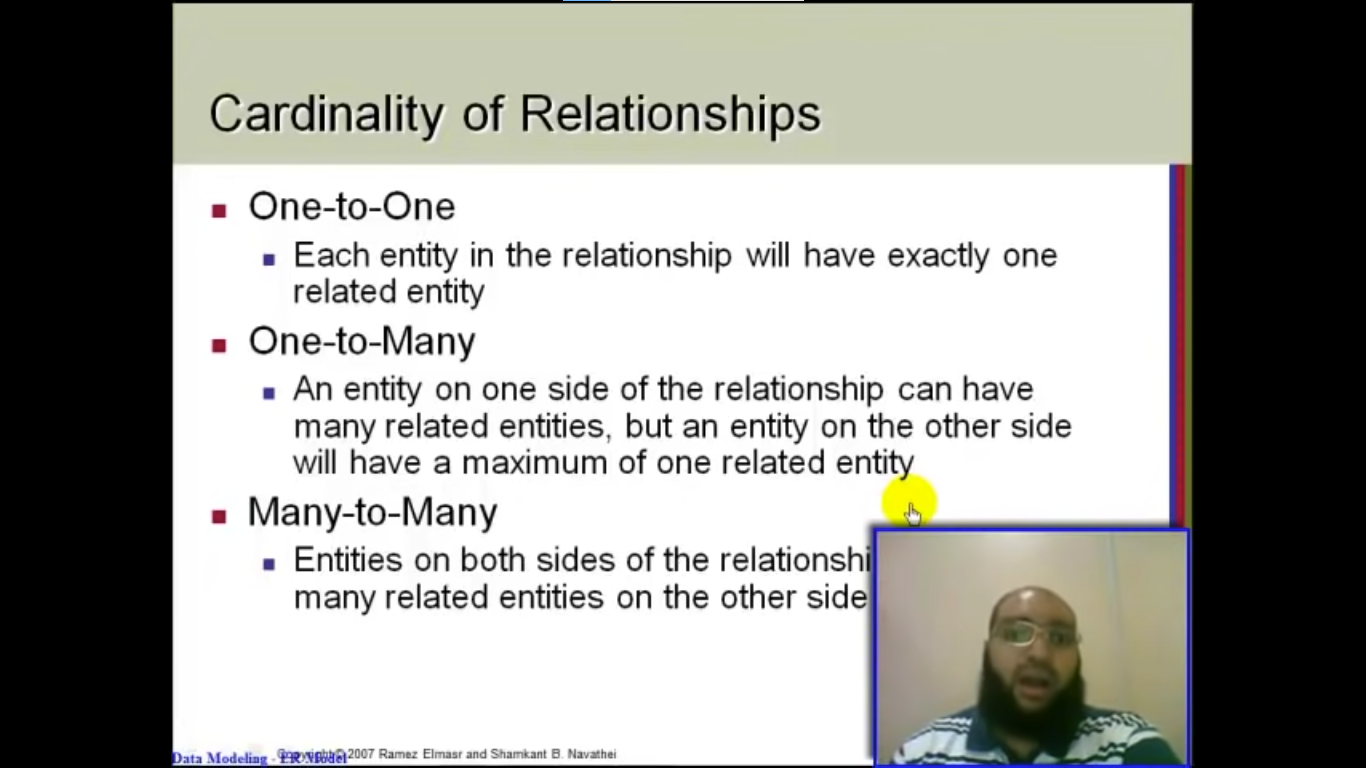 Cardinality of Relationships
One-to-One
Each entity in the relationship will have exactly one
related entity
One-to-Many
An entity on one side of the relationship can have
many related entities, but an entity on the other side
will have a maximum of one related entity
Many-to-Many
Entities on both sides of the relationshi
many related entities on the other side
Data Modeling - ER Model
Copyright © 2007 Ramez Elmasr and Shamkant B. Navathei